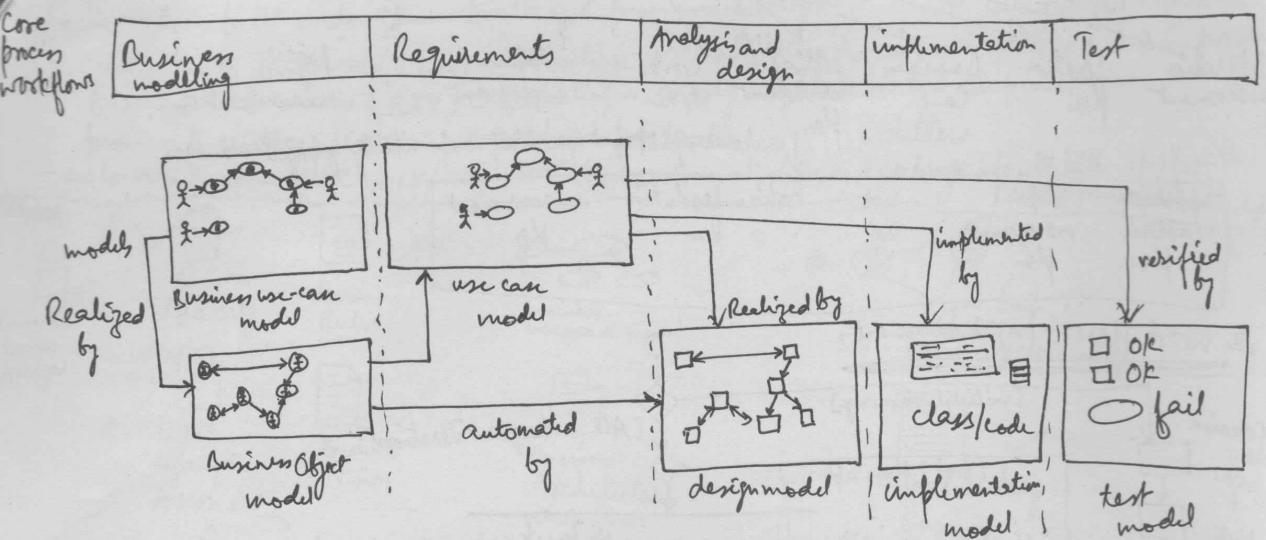 Core
process
workflows
Business
modeling
Requirements
Analysis and
design
implementation
Test
models
Realized
by
Business use-case
model
use case
model
Business Object
model
automated
by
Realized by
implemented
by
verified
by
class/code
OK
OK
fail
design model
implementation
model
test
model